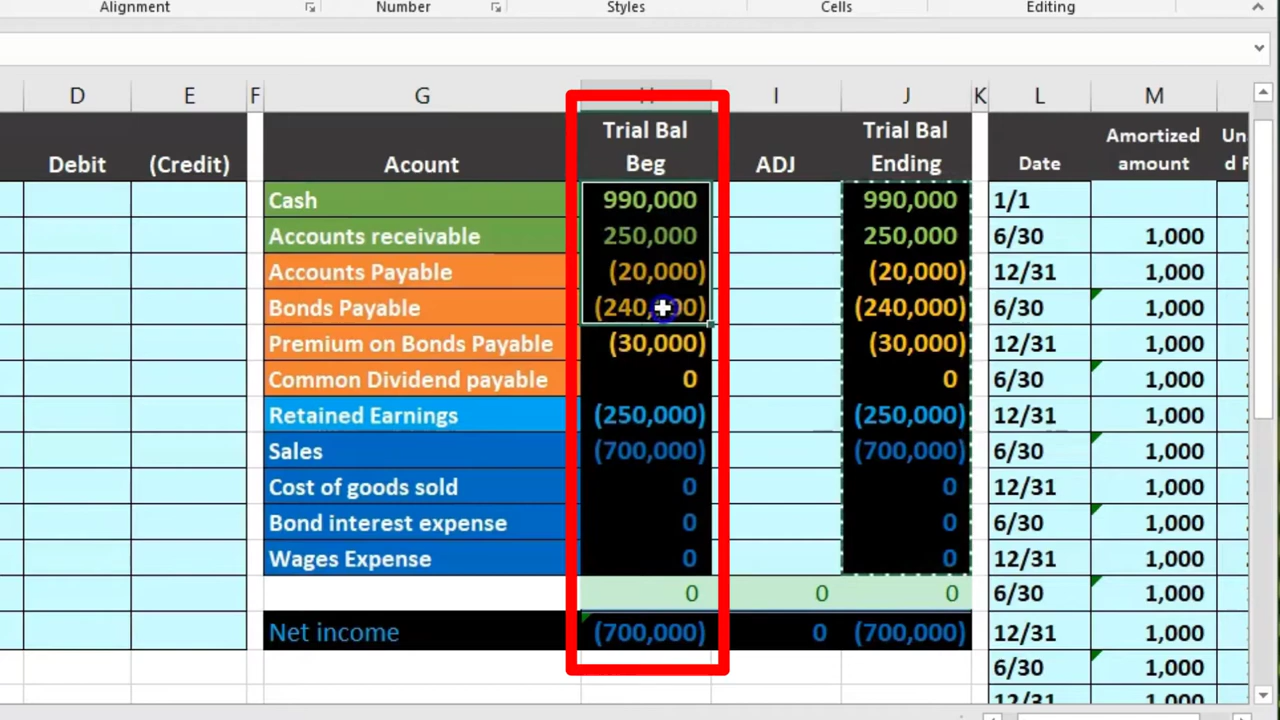 Alignment Number Styles Cells Editing
D E F G H I J K L M
Debit (Credit) Acount Trial Bal Beg ADJ Trial Bal Ending Date Amortized amount
Cash 990,000 990,000 1/1
Accounts receivable 250,000 250,000 6/30 1,000
Accounts Payable (20,000) (20,000) 12/31 1,000
Bonds Payable (240,000) (240,000) 6/30 1,000
Premium on Bonds Payable (30,000) (30,000) 12/31 1,000
Common Dividend payable 0 0 6/30 1,000
Retained Earnings (250,000) (250,000) 12/31 1,000
Sales (700,000) (700,000) 6/30 1,000
Cost of goods sold 0 0 12/31 1,000
Bond interest expense 0 0 6/30 1,000
Wages Expense 0 0 12/31 1,000
0 0 0 6/30 1,000
Net income (700,000) 0 (700,000) 12/31 1,000
6/30 1,000
12/31 1,000